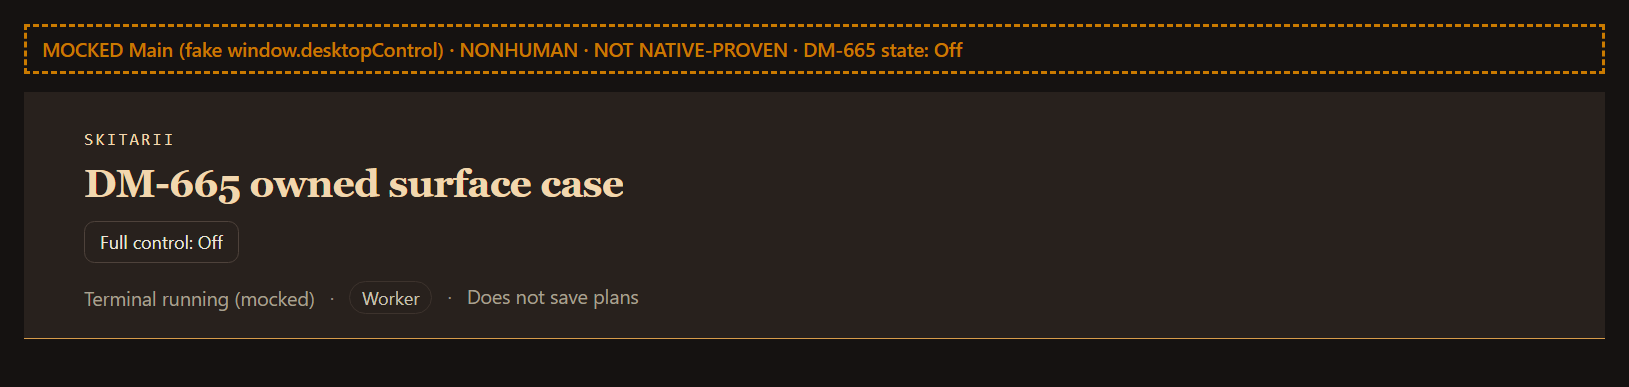 MOCKED Main (fake window.desktopControl) · NONHUMAN · NOT NATIVE-PROVEN · DM-665 state: Off
SKITARII
DM-665 owned surface case
Full control: Off
Terminal running (mocked) · Worker · Does not save plans